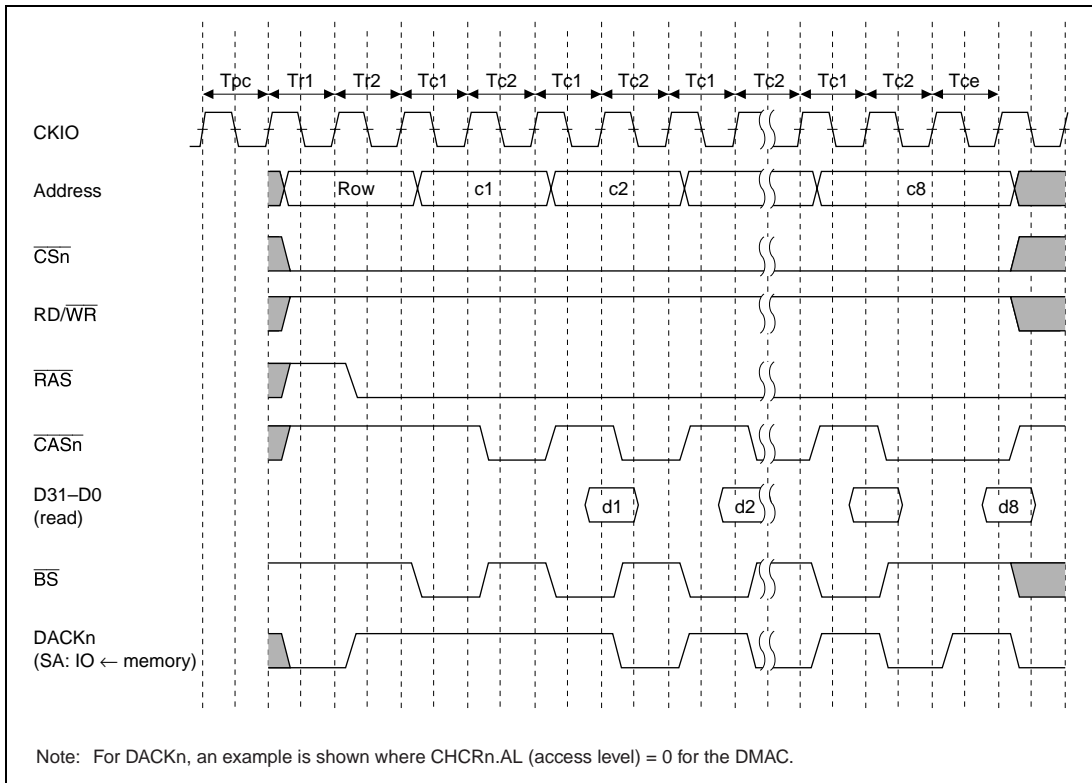 Tpc Tr1 Tr2 Tc1 Tc2 Tc1 Tc2 Tc1 Tc2 Tc1 Tc2 Tce
CKIO
Address Row c1 c2 c8
CSn
RD/WR
RAS
CASn
D31–D0
(read) d1 d2 d8
BS
DACKn
(SA: IO ← memory)
Note: For DACKn, an example is shown where CHCRn.AL (access level) = 0 for the DMAC.